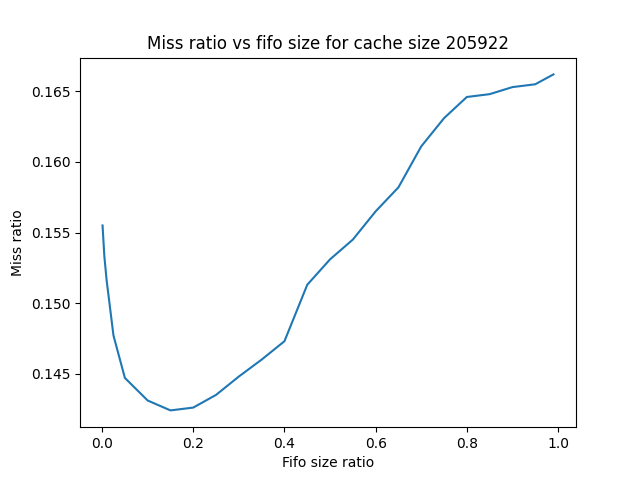 Miss ratio vs fifo size for cache size 205922
Miss ratio
0.165
0.160
0.155
0.150
0.145
0.0 0.2 0.4 0.6 0.8 1.0
Fifo size ratio